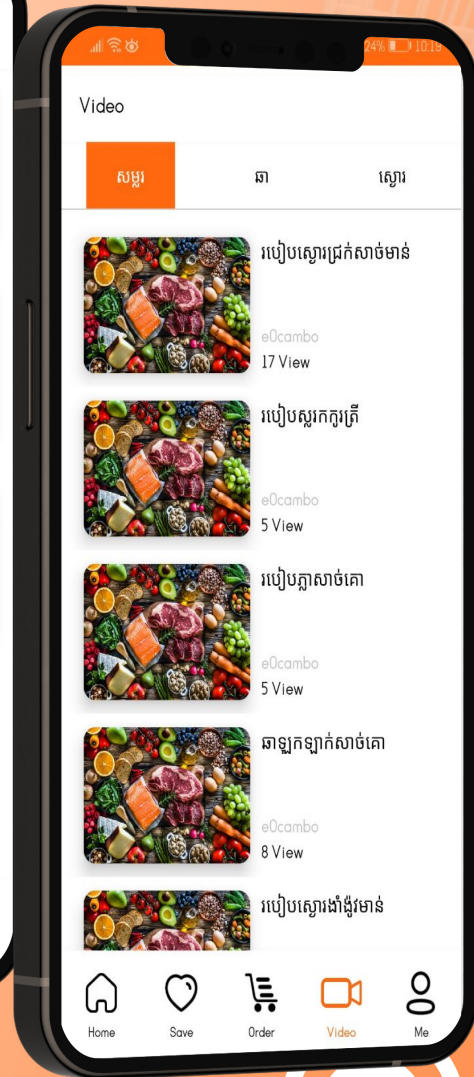 24% 10:19
Video
សម្លរ
ឆា
ស្ងោរ
របៀបស្ងោរជ្រក់សាច់មាន់
e0cambo
17 View
របៀបស្លរកកូរត្រី
e0cambo
5 View
របៀបភ្លាសាច់គោ
e0cambo
5 View
ឆាឡុកឡាក់សាច់គោ
e0cambo
8 View
របៀបស្ងោរងាំង៉ូវមាន់
Home
Save
Order
Video
Me